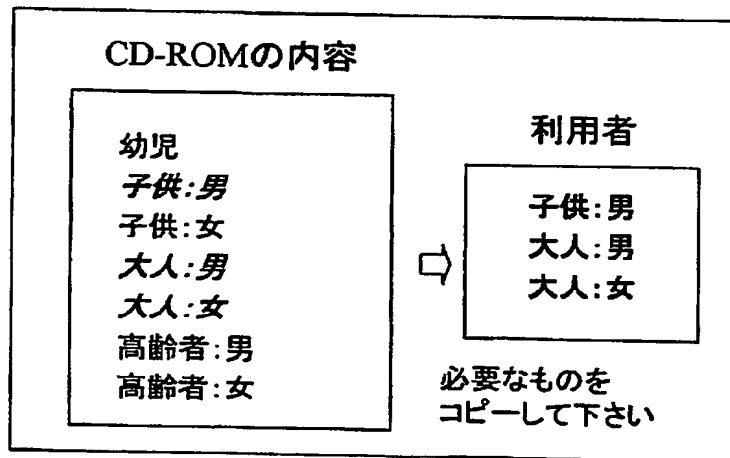 CD-ROMの内容
幼児
子供:男
子供:女
大人:男
大人:女
高齢者:男
高齢者:女
利用者
子供:男
大人:男
大人:女
必要なものを
コピーして下さい